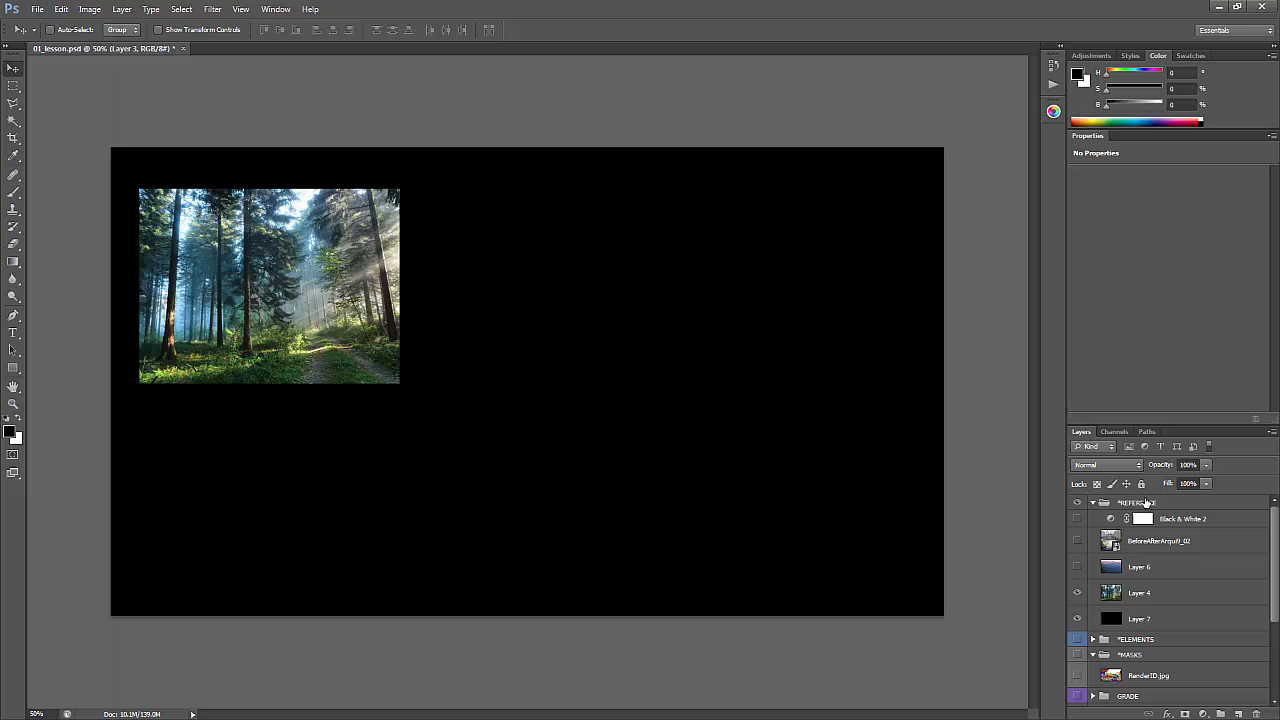 Ps File Edit Image Layer Type Select Filter View Window Help
Auto-Select: Group Show Transform Controls Essentials
01_lesson.psd @ 50% (Layer 3, RGB/8#) * ×
Adjustments Styles Color Swatches
H 0 °
S 0 %
B 0 %
Properties
No Properties
Layers Channels Paths
Kind
Normal Opacity: 100%
Lock: Fill: 100%
Black & White 2
Layer 6
Layer 4
Layer 7
*ELEMENTS
*MASKS
RenderID.jpg
GRADE
50% Doc: 10.1M/139.0M
fx